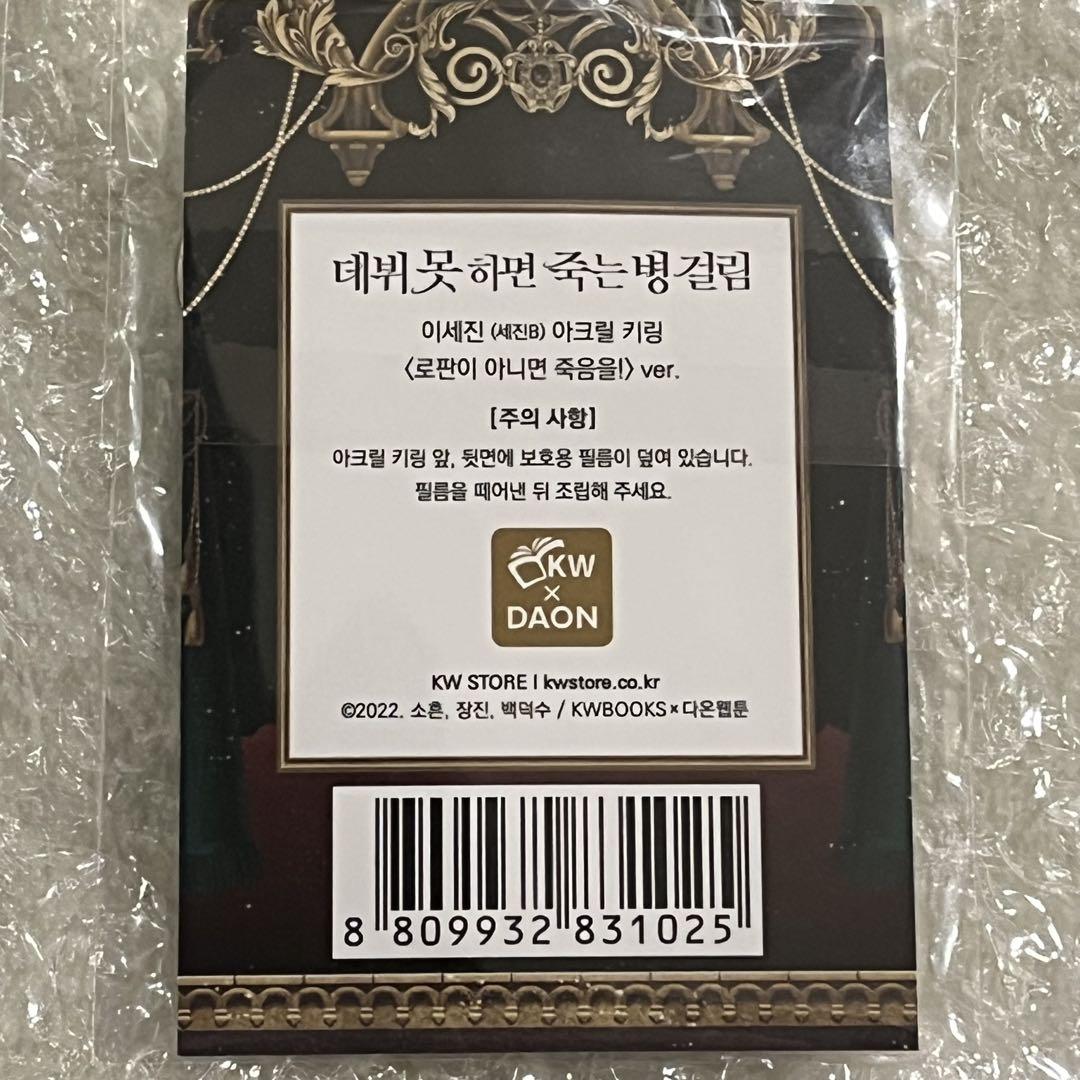 데뷔 못 하면 죽는 병 걸림
이세진 (세진B) 아크릴 키링
<로판이 아니면 죽음을!> ver.
[주의 사항]
아크릴 키링 앞, 뒷면에 보호용 필름이 덮여 있습니다.
필름을 떼어낸 뒤 조립해 주세요.
KW
×
DAON
KW STORE | kwstore.co.kr
©2022. 소흔, 장진, 백덕수 / KWBOOKS × 다온웹툰
8 809932 831025